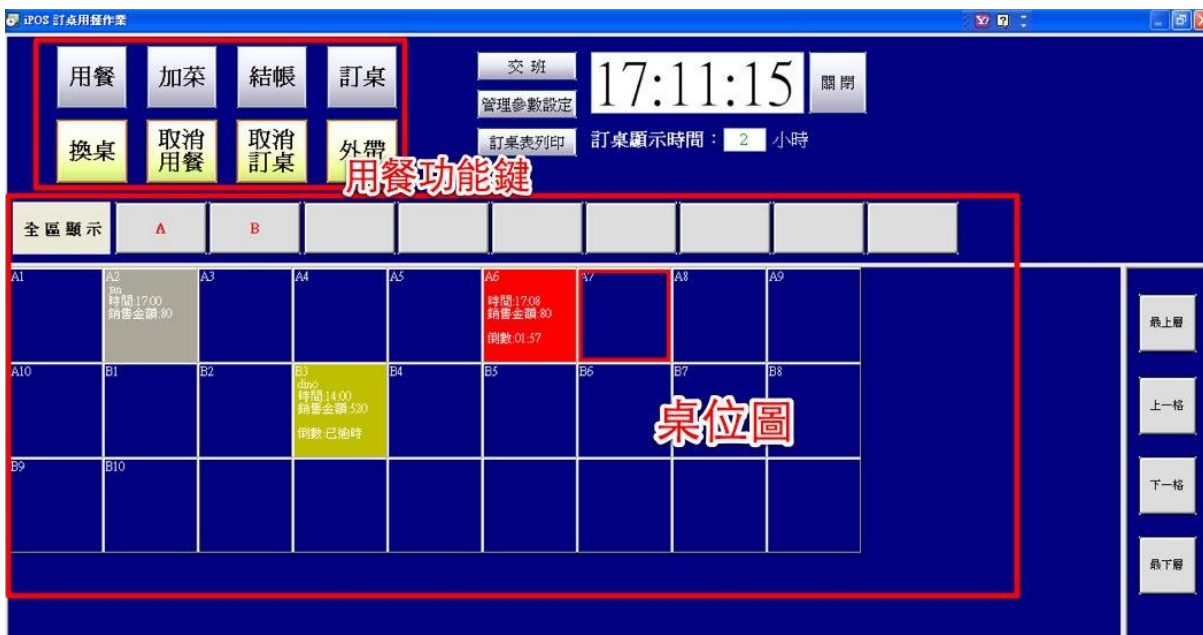 iPOS 訂桌用餐作業
用餐 加菜 結帳 訂桌
換桌 取消用餐 取消訂桌 外帶
交班
管理參數設定
訂桌表列印
17:11:15
關閉
訂桌顯示時間： 2 小時
用餐功能鍵
全區顯示 A B
A1 A2 A3 A4 A5 A6 A7 A8 A9
時間:17:00
銷售金額:80
時間:17:08
銷售金額:80
倒數:01:57
A10 B1 B2 B3 B4 B5 B6 B7 B8
dino
時間:14:00
銷售金額:520
倒數:已逾時
桌位圖
B9 B10
最上層
上一格
下一格
最下層